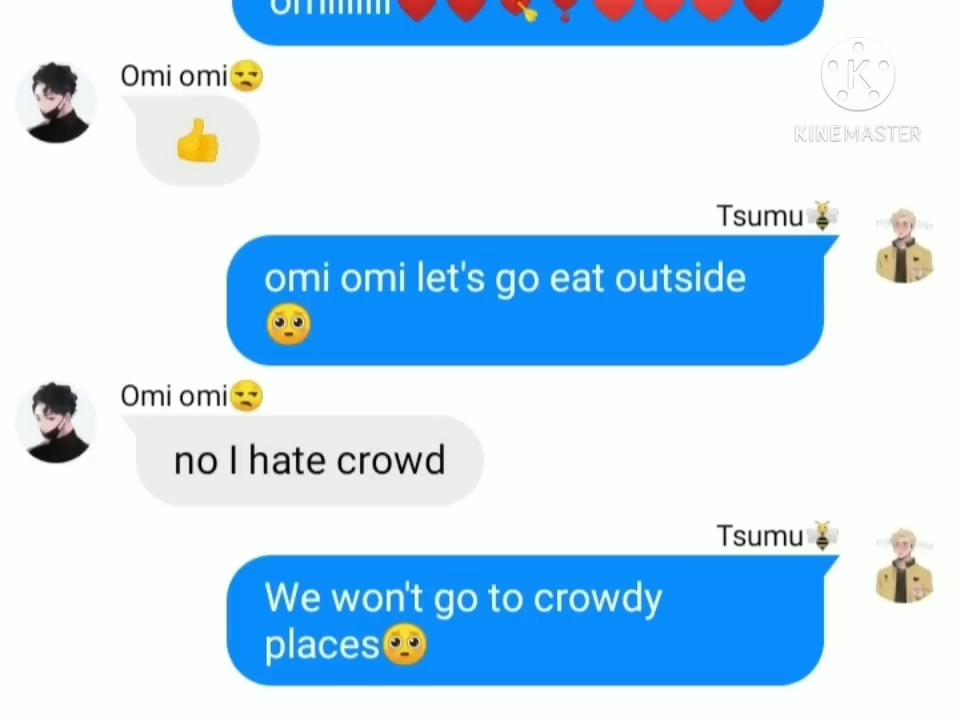 Omi omi😒
👍
Tsumu🐝
omi omi let's go eat outside
🥺
Omi omi😒
no I hate crowd
Tsumu🐝
We won't go to crowdy
places🥺
K
KINEMASTER